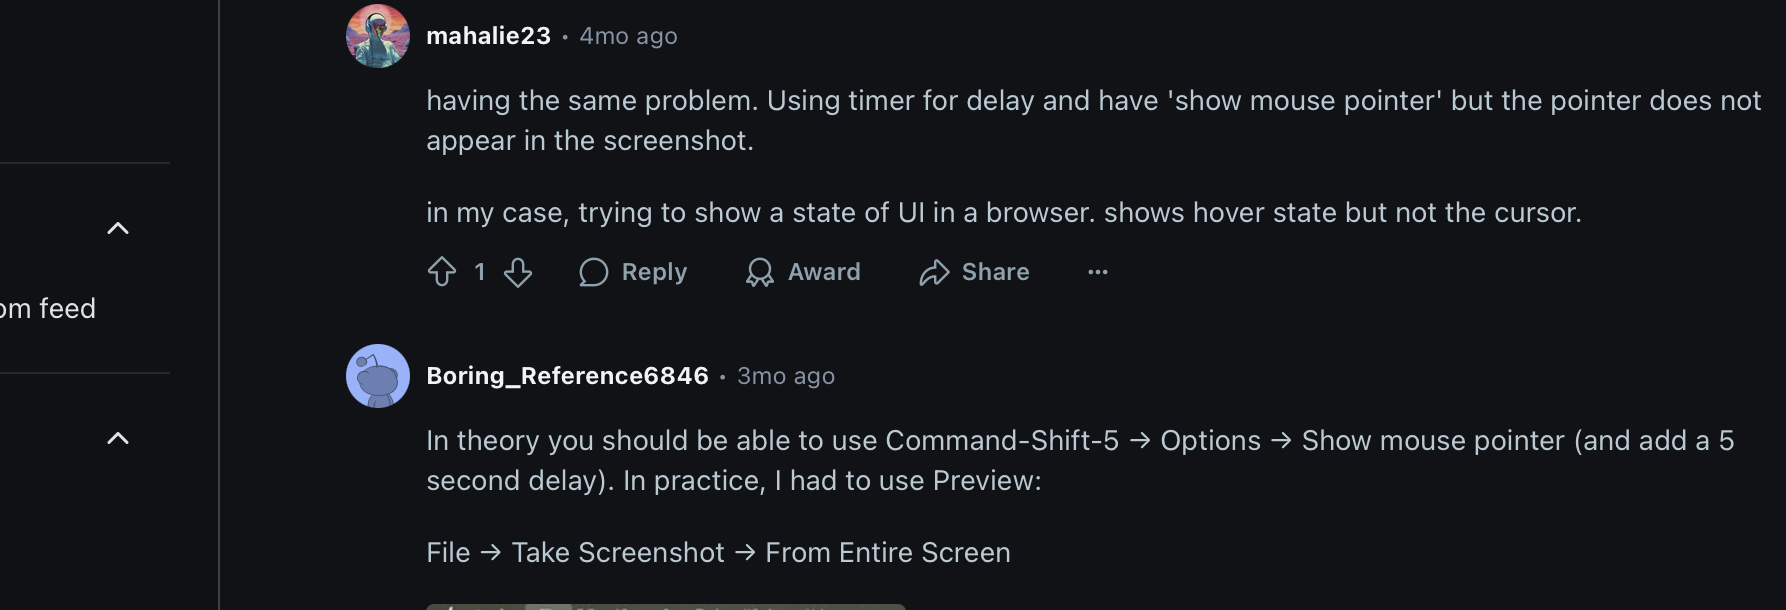 mahalie23 • 4mo ago
having the same problem. Using timer for delay and have 'show mouse pointer' but the pointer does not
appear in the screenshot.
in my case, trying to show a state of UI in a browser. shows hover state but not the cursor.
1 Reply Award Share ...
om feed
Boring_Reference6846 • 3mo ago
In theory you should be able to use Command-Shift-5 → Options → Show mouse pointer (and add a 5
second delay). In practice, I had to use Preview:
File → Take Screenshot → From Entire Screen